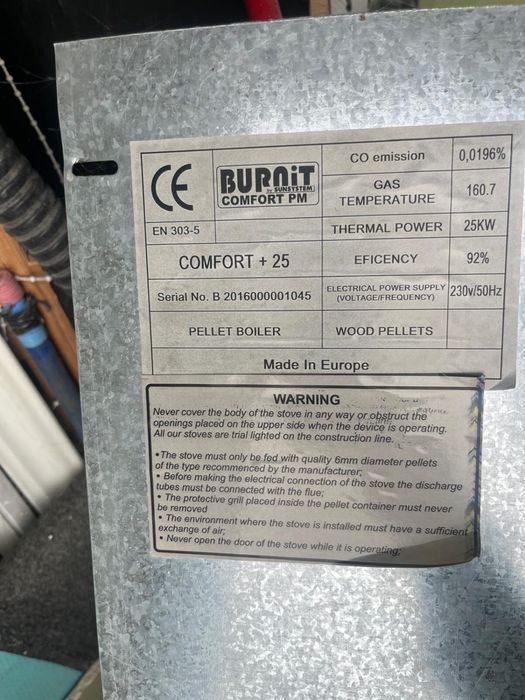 CE
EN 303-5
BURNiT
by SUNSYSTEM
COMFORT PM
CO emission 0,0196%
GAS TEMPERATURE 160.7
THERMAL POWER 25KW
COMFORT + 25
EFICENCY 92%
Serial No. B 2016000001045
ELECTRICAL POWER SUPPLY
(VOLTAGE/FREQUENCY) 230v/50Hz
PELLET BOILER
WOOD PELLETS
Made In Europe
WARNING
Never cover the body of the stove in any way or obstruct the
openings placed on the upper side when the device is operating.
All our stoves are trial lighted on the construction line.
•The stove must only be fed with quality 6mm diameter pellets
of the type recommenced by the manufacturer;
• Before making the electrical connection of the stove the discharge
tubes must be connected with the flue;
• The protective grill placed inside the pellet container must never
be removed
• The environment where the stove is installed must have a sufficient
exchange of air;
• Never open the door of the stove while it is operating;